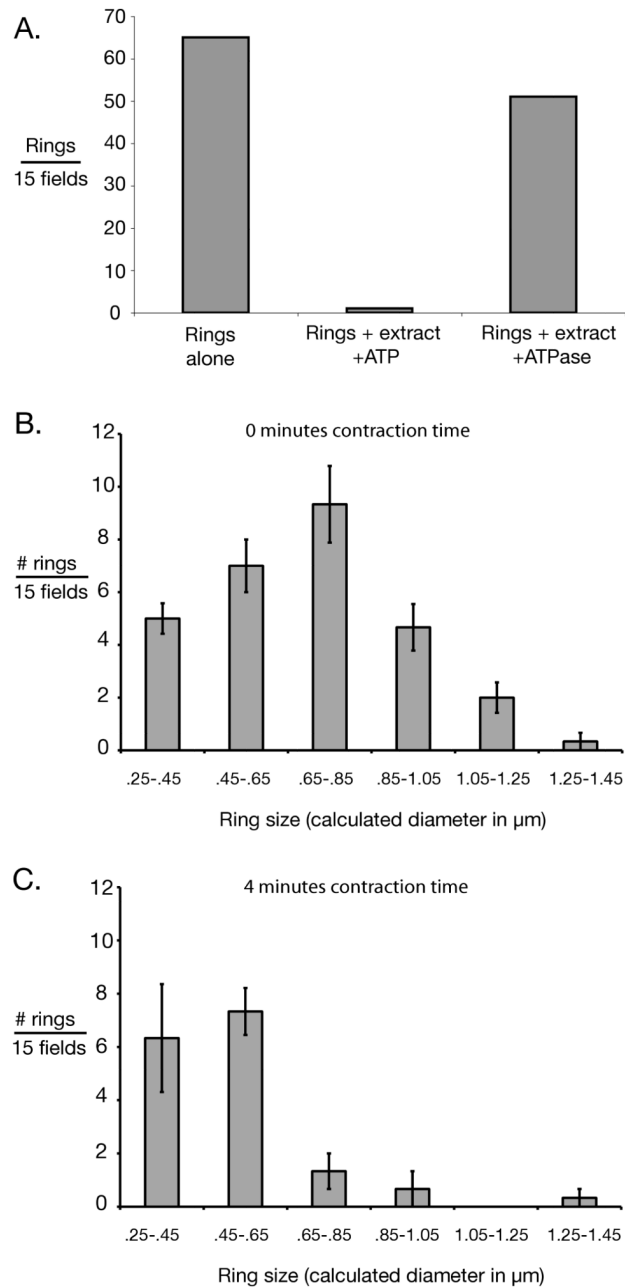 A.
70
60
50
40
30
20
10
0
Rings
15 fields
Rings
alone
Rings + extract
+ATP
Rings + extract
+ATPase
B.
0 minutes contraction time
12
10
8
6
4
2
0
# rings
15 fields
.25-.45
.45-.65
.65-.85
.85-1.05
1.05-1.25
1.25-1.45
Ring size (calculated diameter in µm)
C.
4 minutes contraction time
12
10
8
6
4
2
0
# rings
15 fields
.25-.45
.45-.65
.65-.85
.85-1.05
1.05-1.25
1.25-1.45
Ring size (calculated diameter in µm)